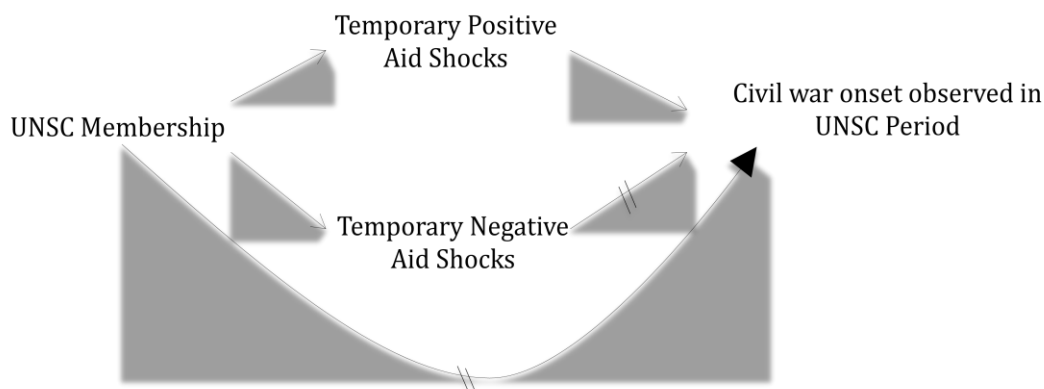 Temporary Positive
Aid Shocks
Civil war onset observed in
UNSC Period
UNSC Membership
Temporary Negative
Aid Shocks